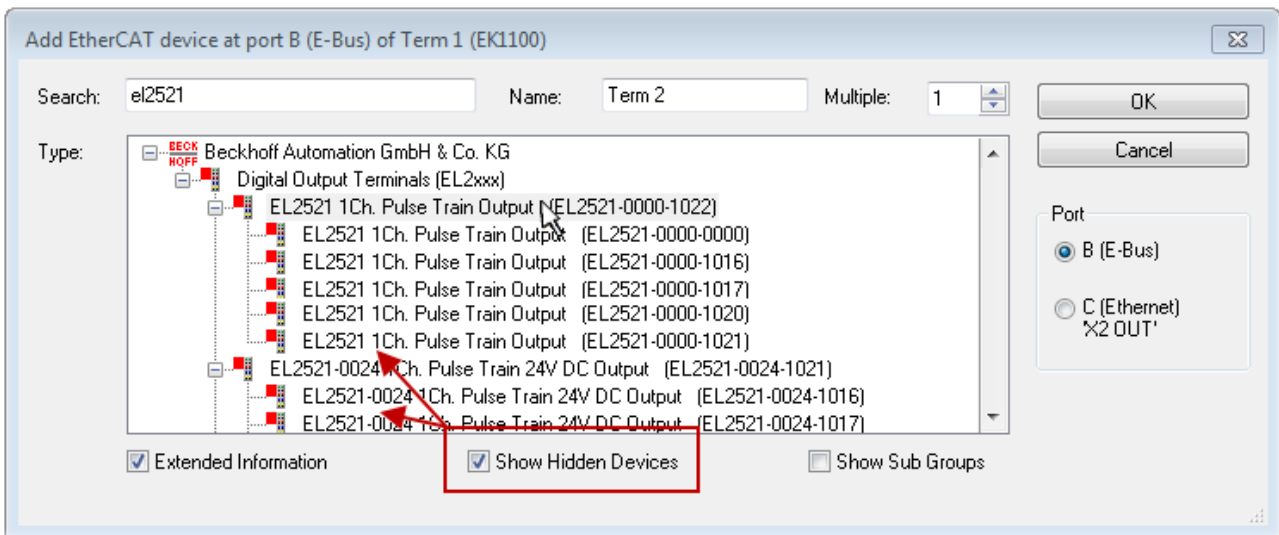 Add EtherCAT device at port B (E-Bus) of Term 1 (EK1100)
Search: el2521 Name: Term 2 Multiple: 1 OK
Type: BECK HOFF Beckhoff Automation GmbH & Co. KG Cancel
Digital Output Terminals (EL2xxx)
EL2521 1Ch. Pulse Train Output (EL2521-0000-1022)
EL2521 1Ch. Pulse Train Output (EL2521-0000-0000)
EL2521 1Ch. Pulse Train Output (EL2521-0000-1016)
EL2521 1Ch. Pulse Train Output (EL2521-0000-1017)
EL2521 1Ch. Pulse Train Output (EL2521-0000-1020)
EL2521 1Ch. Pulse Train Output (EL2521-0000-1021)
EL2521-0024 1Ch. Pulse Train 24V DC Output (EL2521-0024-1021)
EL2521-0024 1Ch. Pulse Train 24V DC Output (EL2521-0024-1016)
EL2521-0024 1Ch. Pulse Train 24V DC Output (EL2521-0024-1017)
Port
B (E-Bus)
C (Ethernet)
'X2 OUT'
Extended Information Show Hidden Devices Show Sub Groups